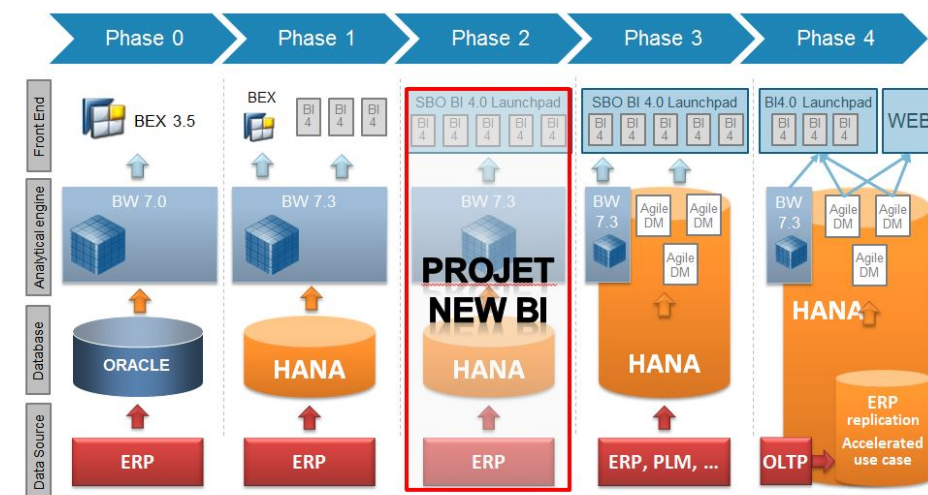 Phase 0
Phase 1
Phase 2
Phase 3
Phase 4
Front End
BEX 3.5
BEX
BI
4
BI
4
BI
4
SBO BI 4.0 Launchpad
BI
4
BI
4
BI
4
BI
4
BI
4
SBO BI 4.0 Launchpad
BI
4
BI
4
BI
4
BI
4
BI
4
BI4.0 Launchpad
BI
4
BI
4
BI
4
WEB
Analytical engine
BW 7.0
BW 7.3
BW 7.3
BW
7.3
Agile
DM
Agile
DM
Agile
DM
BW
7.3
Agile
DM
Agile
DM
Agile
DM
PROJET
NEW BI
Database
ORACLE
HANA
HANA
HANA
HANA
Data Source
ERP
ERP
ERP
ERP, PLM, ...
OLTP
ERP
replication
Accelerated
use case